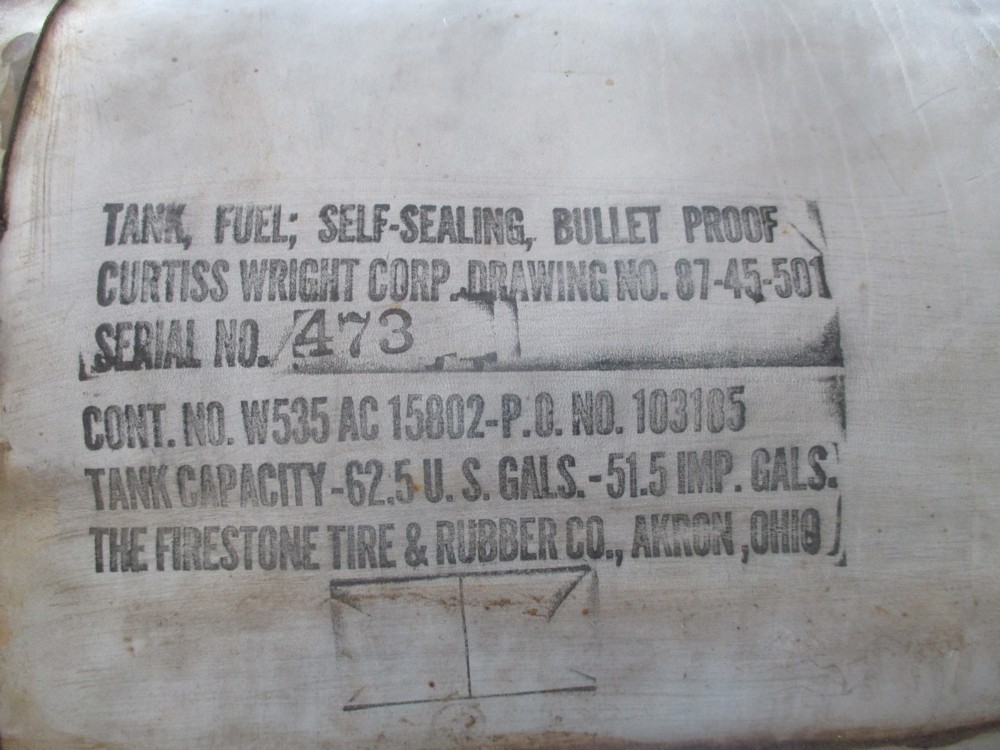 TANK, FUEL; SELF-SEALING, BULLET PROOF
CURTISS WRIGHT CORP. DRAWING NO. 87-45-501
SERIAL NO. 473
CONT. NO. W535 AC 15802-P.O. NO. 103185
TANK CAPACITY-62.5 U. S. GALS.-51.5 IMP. GALS.
THE FIRESTONE TIRE & RUBBER CO., AKRON ,OHIO